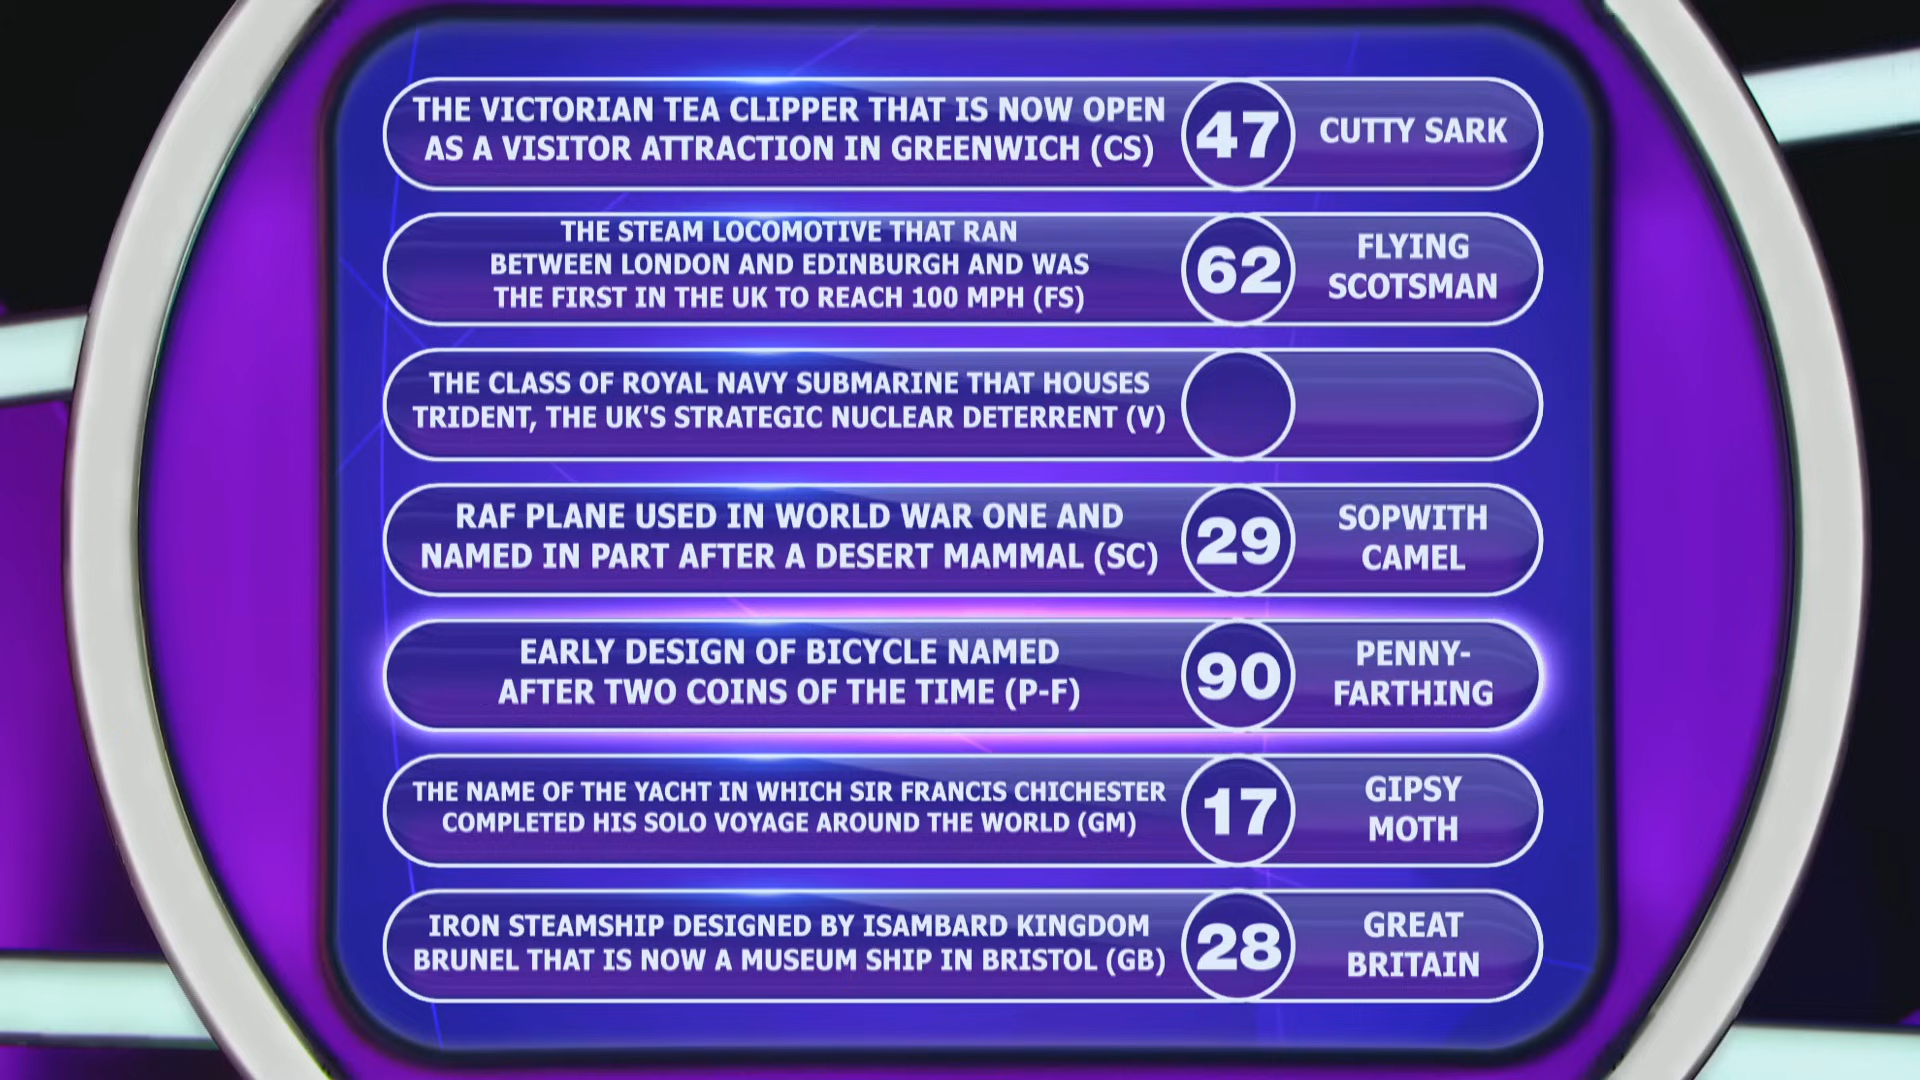 THE VICTORIAN TEA CLIPPER THAT IS NOW OPEN
AS A VISITOR ATTRACTION IN GREENWICH (CS)
47
CUTTY SARK
THE STEAM LOCOMOTIVE THAT RAN
BETWEEN LONDON AND EDINBURGH AND WAS
THE FIRST IN THE UK TO REACH 100 MPH (FS)
62
FLYING
SCOTSMAN
THE CLASS OF ROYAL NAVY SUBMARINE THAT HOUSES
TRIDENT, THE UK'S STRATEGIC NUCLEAR DETERRENT (V)
RAF PLANE USED IN WORLD WAR ONE AND
NAMED IN PART AFTER A DESERT MAMMAL (SC)
29
SOPWITH
CAMEL
EARLY DESIGN OF BICYCLE NAMED
AFTER TWO COINS OF THE TIME (P-F)
90
PENNY-
FARTHING
THE NAME OF THE YACHT IN WHICH SIR FRANCIS CHICHESTER
COMPLETED HIS SOLO VOYAGE AROUND THE WORLD (GM)
17
GIPSY
MOTH
IRON STEAMSHIP DESIGNED BY ISAMBARD KINGDOM
BRUNEL THAT IS NOW A MUSEUM SHIP IN BRISTOL (GB)
28
GREAT
BRITAIN